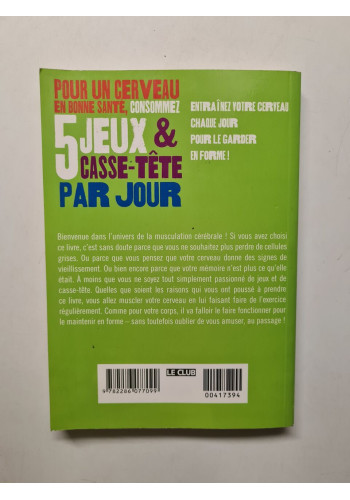 POUR UN CERVEAU
EN BONNE SANTÉ, CONSOMMEZ
5 JEUX &
CASSE-TÊTE
PAR JOUR
ENTRAÎNEZ VOTRE CERVEAU
CHAQUE JOUR
POUR LE GARDER
EN FORME !
Bienvenue dans l'univers de la musculation cérébrale ! Si vous avez choisi
ce livre, c'est sans doute parce que vous ne souhaitez plus perdre de cellules
grises. Ou parce que vous pensez que votre cerveau donne des signes de
vieillissement. Ou bien encore parce que votre mémoire n'est plus ce qu'elle
était. À moins que vous ne soyez tout simplement passionné de jeux et de
casse-tête. Quelles que soient les raisons qui vous ont poussé à prendre
ce livre, vous allez muscler votre cerveau en lui faisant faire de l'exercice
régulièrement. Comme pour votre corps, il va falloir le faire fonctionner pour
le maintenir en forme – sans toutefois oublier de vous amuser, au passage !
LE CLUB
9 782286 077099
00417394